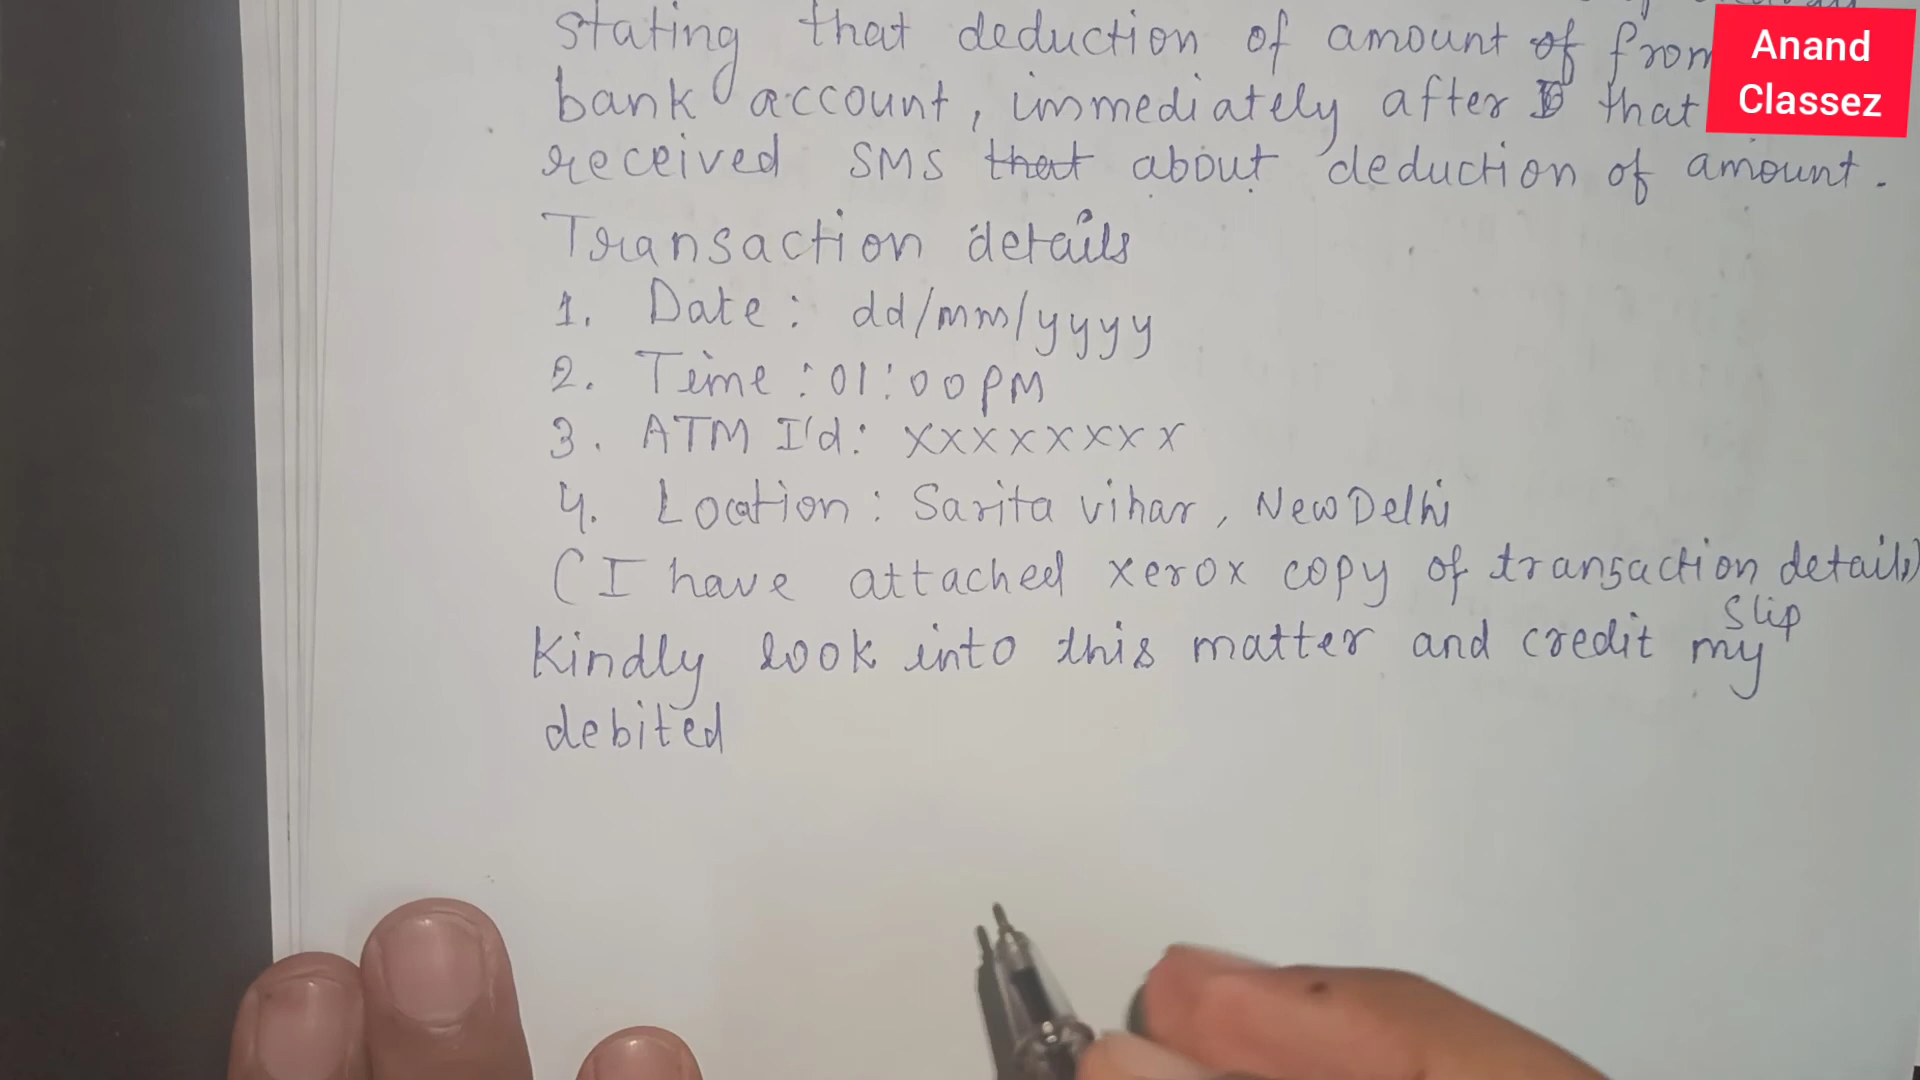 stating that deduction of amount of from
bank account, immediately after that
received SMS that about deduction of amount.
Transaction details
1. Date: dd/mm/yyyy
2. Time: 01:00PM
3. ATM I'd: xxxxxxxx
4. Location: Sarita vihar, New Delhi
(I have attached xerox copy of transaction details)
slip
Kindly look into this matter and credit my
debited
Anand
Classez